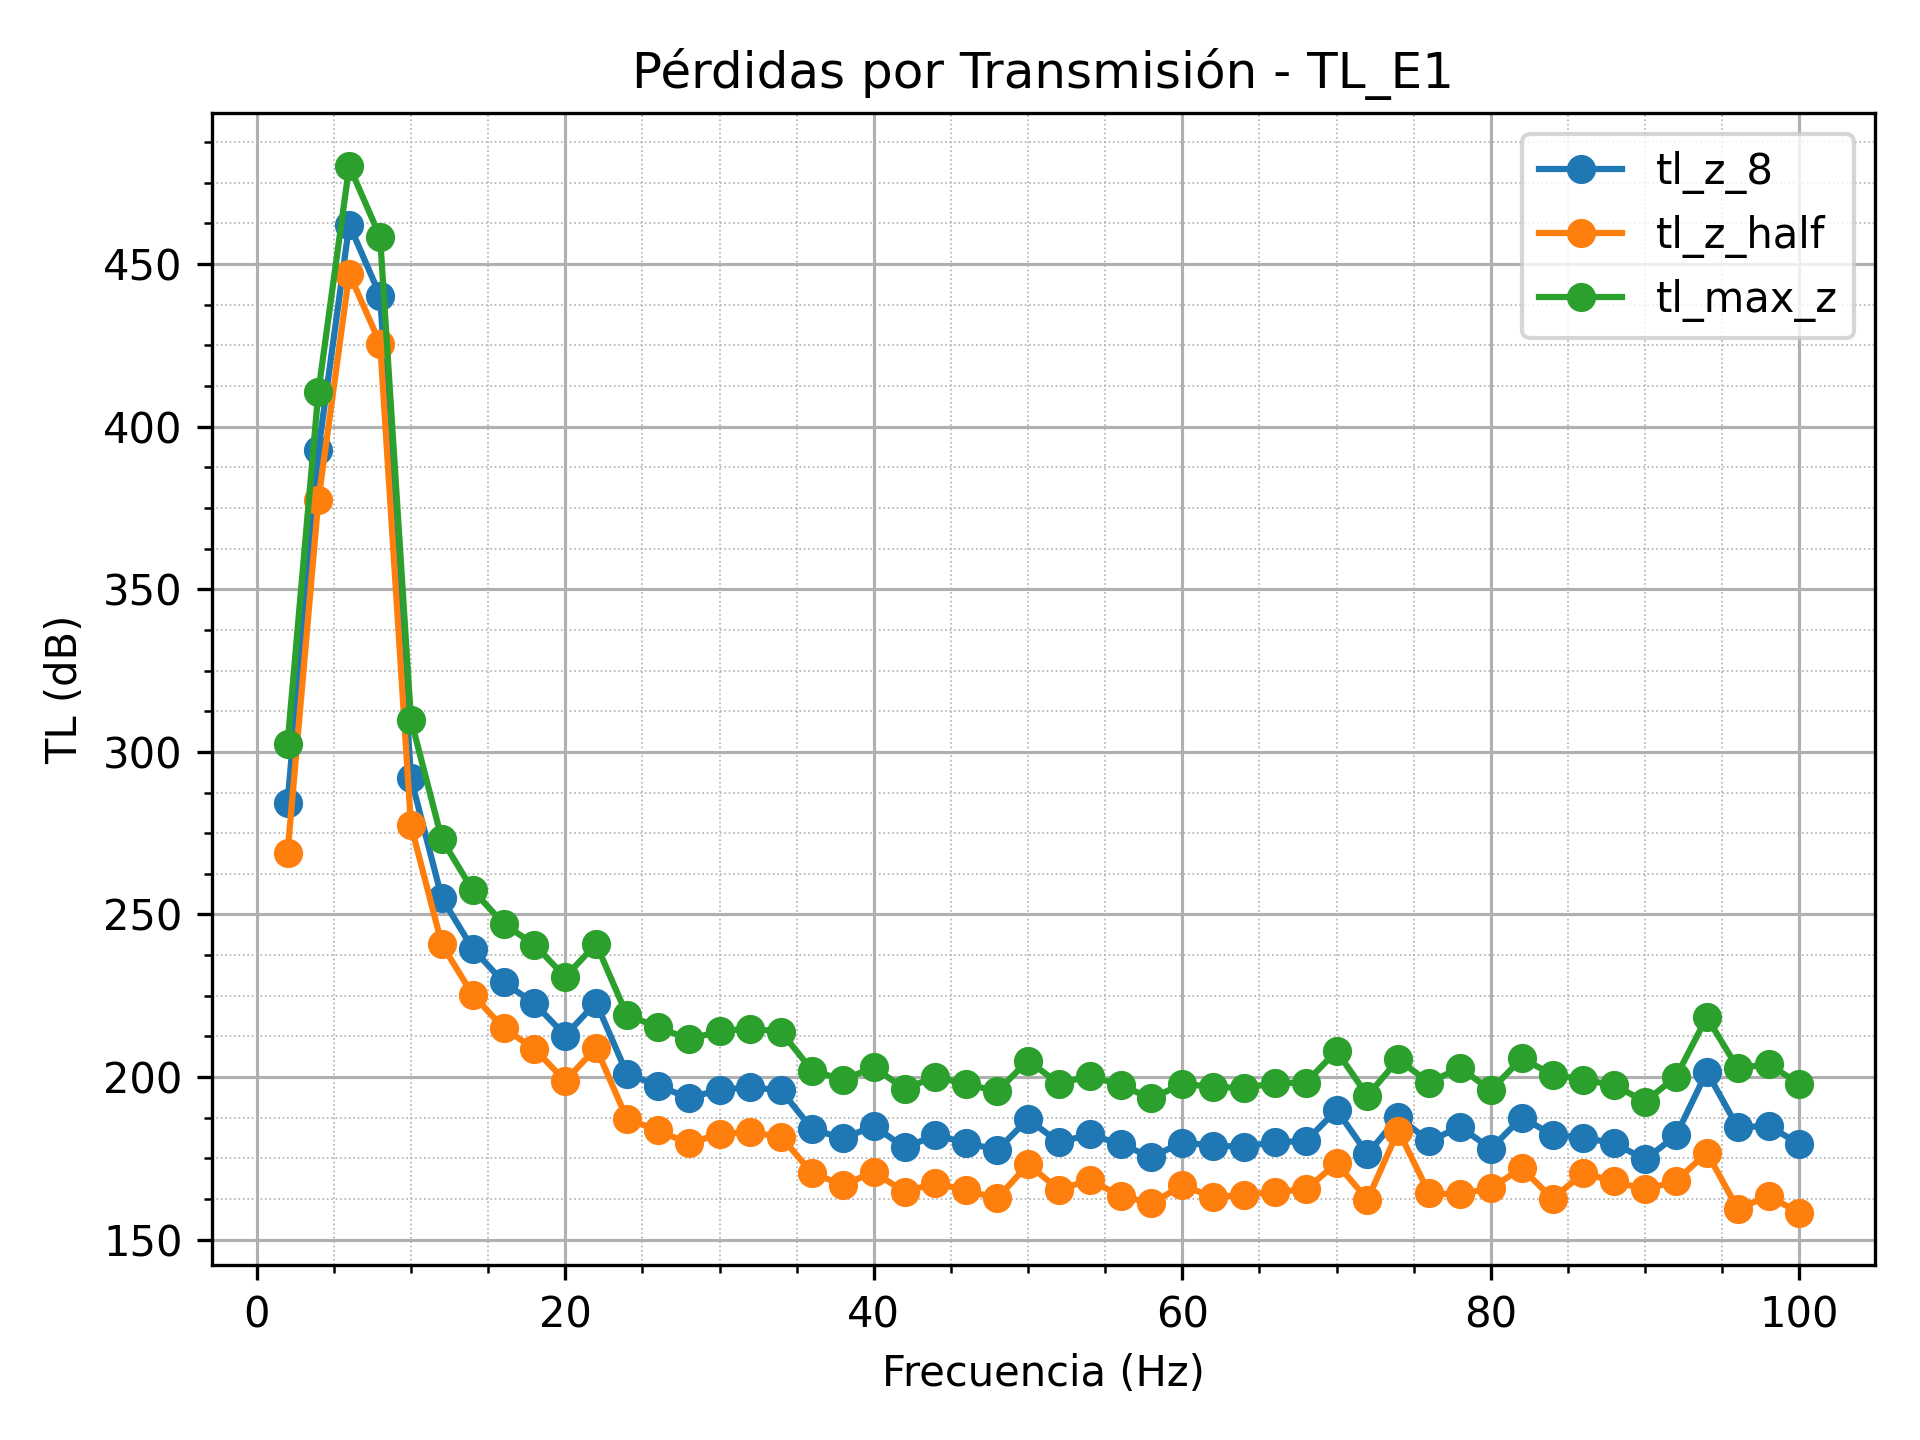 Pérdidas por Transmisión - TL_E1
tl_z_8
tl_z_half
tl_max_z
TL (dB)
450
400
350
300
250
200
150
0 20 40 60 80 100
Frecuencia (Hz)